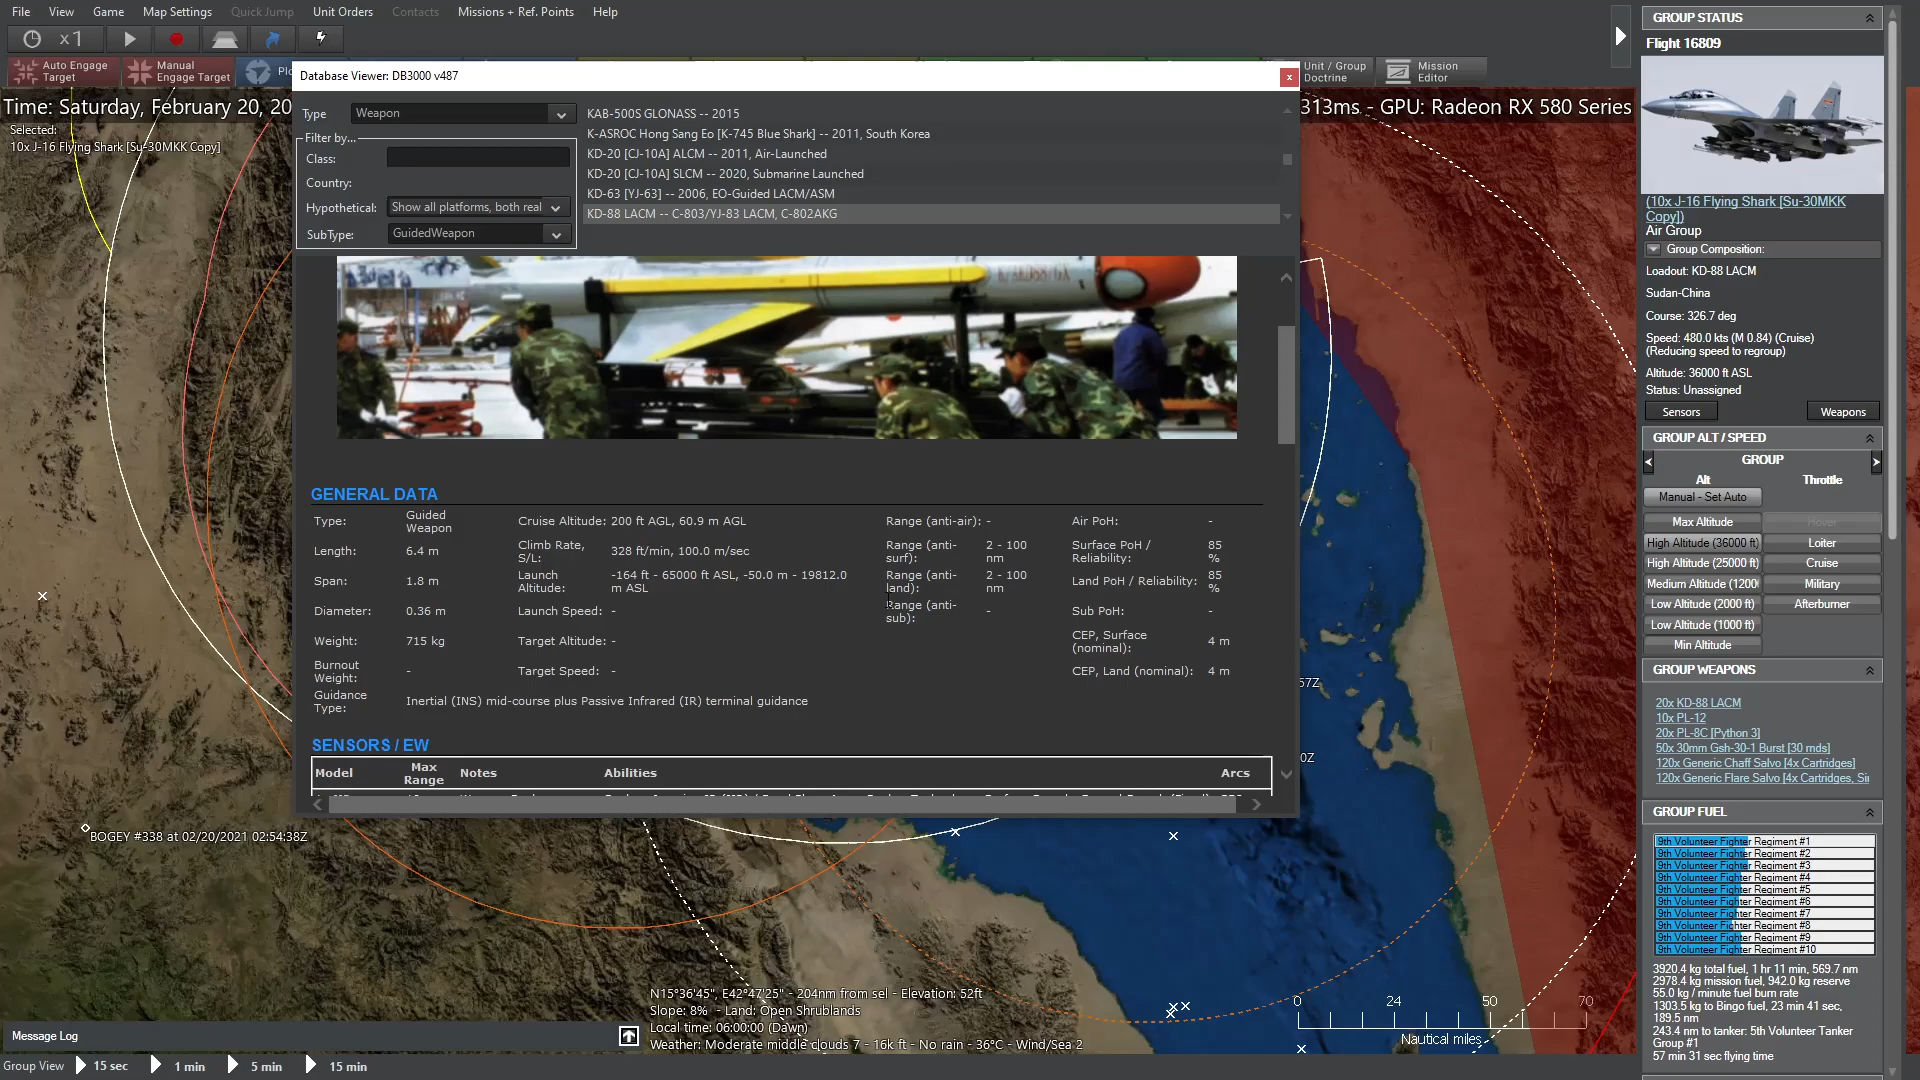 File View Game Map Settings Quick Jump Unit Orders Contacts Missions + Ref. Points Help
x1
Auto Engage Target
Manual Engage Target
Unit / Group Doctrine
Mission Editor
Time: Saturday, February 20, 20
313ms - GPU: Radeon RX 580 Series
Selected:
10x J-16 Flying Shark [Su-30MKK Copy]
Database Viewer: DB3000 v487
Type Weapon
Filter by...
Class:
Country:
Hypothetical: Show all platforms, both real
SubType: GuidedWeapon
KAB-500S GLONASS -- 2015
K-ASROC Hong Sang Eo [K-745 Blue Shark] -- 2011, South Korea
KD-20 [CJ-10A] ALCM -- 2011, Air-Launched
KD-20 [CJ-10A] SLCM -- 2020, Submarine Launched
KD-63 [YJ-63] -- 2006, EO-Guided LACM/ASM
KD-88 LACM -- C-803/YJ-83 LACM, C-802AKG
GENERAL DATA
Type: Guided Weapon Cruise Altitude: 200 ft AGL, 60.9 m AGL Range (anti-air): - Air PoH: -
Length: 6.4 m Climb Rate, S/L: 328 ft/min, 100.0 m/sec Range (anti-surf): 2 - 100 nm Surface PoH / Reliability: 85 %
Span: 1.8 m Launch Altitude: -164 ft - 65000 ft ASL, -50.0 m - 19812.0 m ASL Range (anti-land): 2 - 100 nm Land PoH / Reliability: 85 %
Diameter: 0.36 m Launch Speed: - Range (anti-sub): - Sub PoH: -
Weight: 715 kg Target Altitude: - CEP, Surface (nominal): 4 m
Burnout Weight: - Target Speed: - CEP, Land (nominal): 4 m
Guidance Type: Inertial (INS) mid-course plus Passive Infrared (IR) terminal guidance
SENSORS / EW
Model Max Range Notes Abilities Arcs
57Z
0Z
BOGEY #338 at 02/20/2021 02:54:38Z
N15°36'45", E42°47'25" - 204nm from sel - Elevation: 52ft
Slope: 8% - Land: Open Shrublands
Local time: 06:00:00 (Dawn)
Weather: Moderate middle clouds 7 - 16k ft - No rain - 36°C - Wind/Sea 2
0 24 50 70
Nautical miles
Message Log
Group View 15 sec 1 min 5 min 15 min
GROUP STATUS
Flight 16809
(10x J-16 Flying Shark [Su-30MKK Copy])
Air Group
Group Composition:
Loadout: KD-88 LACM
Sudan-China
Course: 326.7 deg
Speed: 480.0 kts (M 0.84) (Cruise)
(Reducing speed to regroup)
Altitude: 36000 ft ASL
Status: Unassigned
Sensors Weapons
GROUP ALT / SPEED
GROUP
Alt Throttle
Manual - Set Auto
Max Altitude Hover
High Altitude (36000 ft) Loiter
High Altitude (25000 ft) Cruise
Medium Altitude (1200 Military
Low Altitude (2000 ft) Afterburner
Low Altitude (1000 ft)
Min Altitude
GROUP WEAPONS
20x KD-88 LACM
10x PL-12
20x PL-8C [Python 3]
50x 30mm Gsh-30-1 Burst [30 rnds]
120x Generic Chaff Salvo [4x Cartridges]
120x Generic Flare Salvo [4x Cartridges, Sin
GROUP FUEL
9th Volunteer Fighter Regiment #1
9th Volunteer Fighter Regiment #2
9th Volunteer Fighter Regiment #3
9th Volunteer Fighter Regiment #4
9th Volunteer Fighter Regiment #5
9th Volunteer Fighter Regiment #6
9th Volunteer Fighter Regiment #7
9th Volunteer Fighter Regiment #8
9th Volunteer Fighter Regiment #9
9th Volunteer Fighter Regiment #10
3920.4 kg total fuel, 1 hr 11 min, 569.7 nm
2978.4 kg mission fuel, 942.0 kg reserve
55.0 kg / minute fuel burn rate
1303.5 kg to Bingo fuel, 23 min 41 sec,
189.5 nm
243.4 nm to tanker: 5th Volunteer Tanker
Group #1
57 min 31 sec flying time